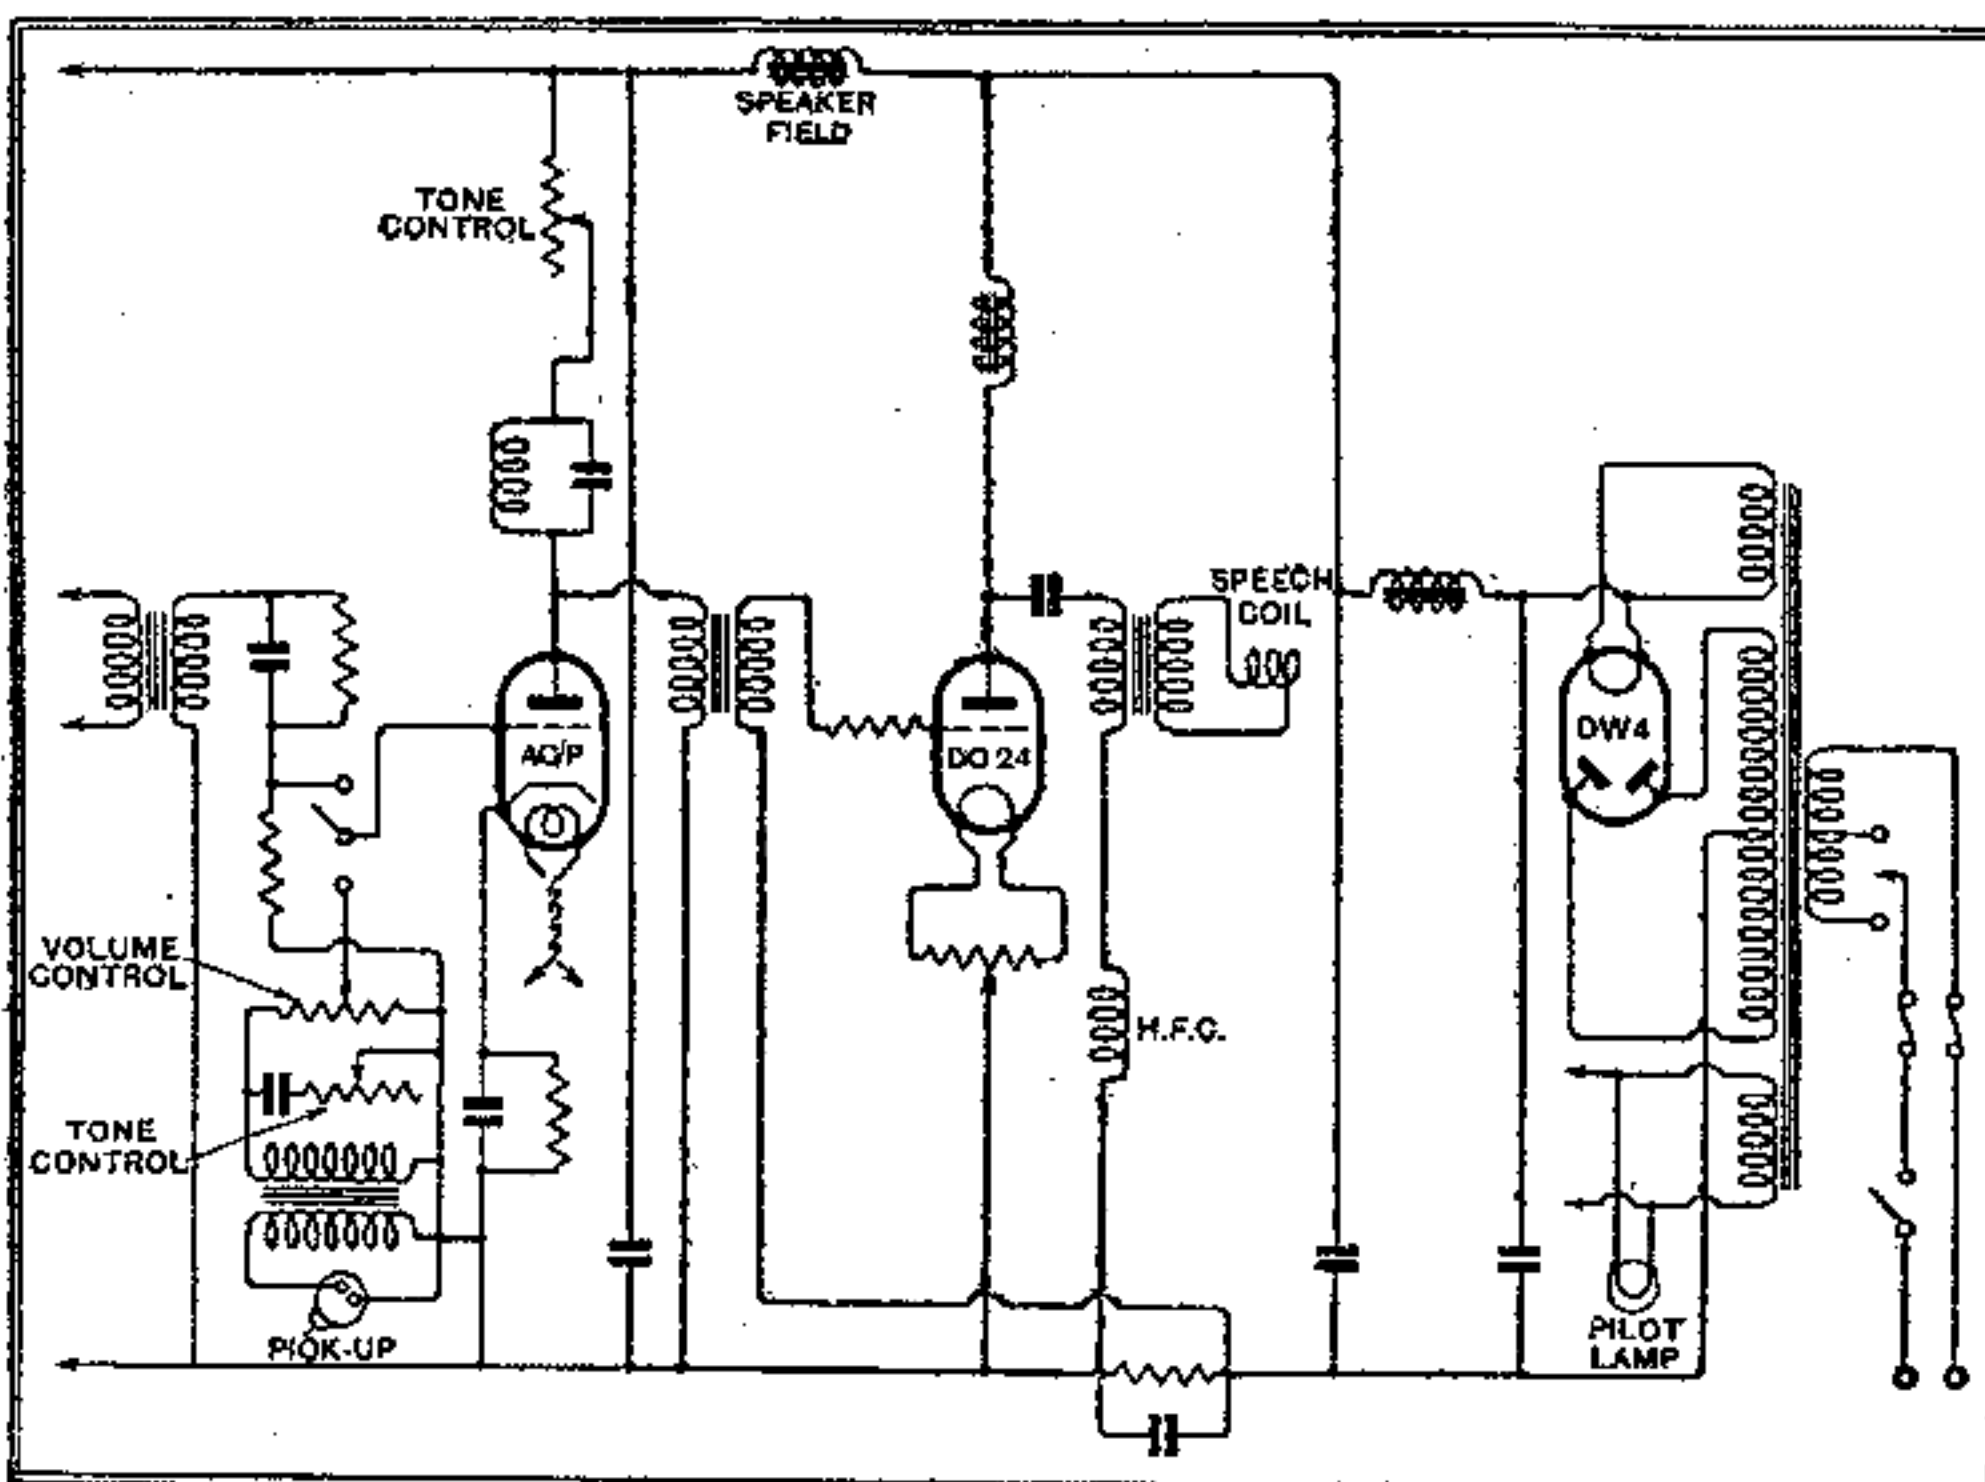 SPEAKER
FIELD
TONE
CONTROL
SPEECH
COIL
AC/P
DO 24
DW4
VOLUME
CONTROL
H.F.C.
TONE
CONTROL
PICK-UP
PILOT
LAMP